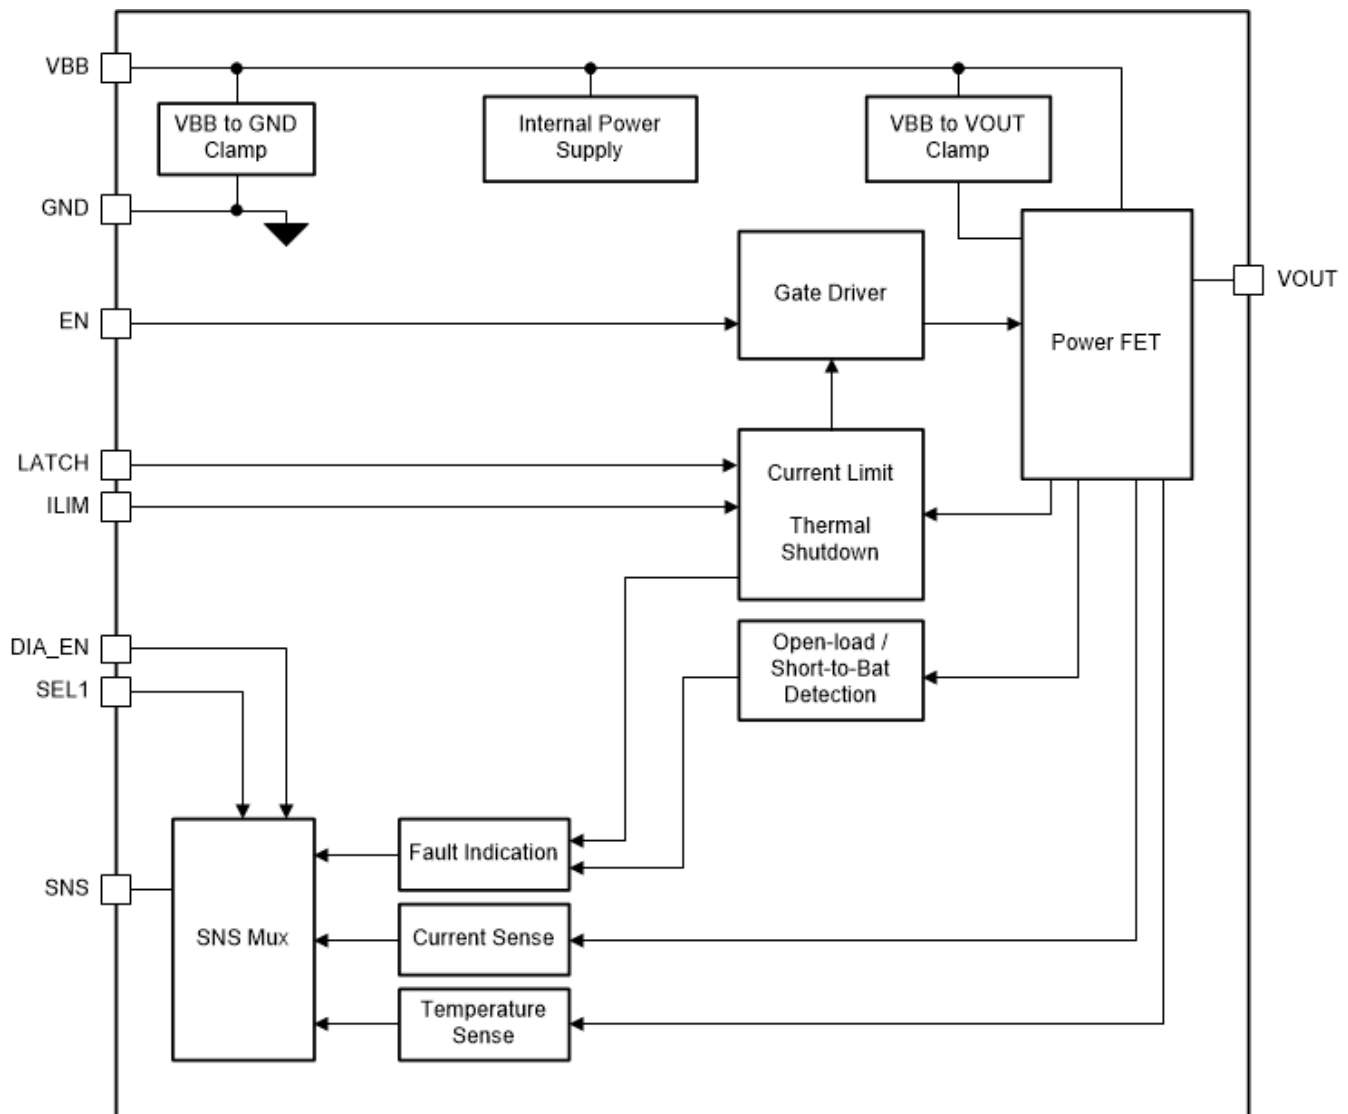 VBB
VBB to GND
Clamp
Internal Power
Supply
VBB to VOUT
Clamp
GND
Gate Driver
VOUT
EN
Power FET
LATCH
ILIM
Current Limit
Thermal
Shutdown
DIA_EN
SEL1
Open-load /
Short-to-Bat
Detection
Fault Indication
SNS
SNS Mux
Current Sense
Temperature
Sense